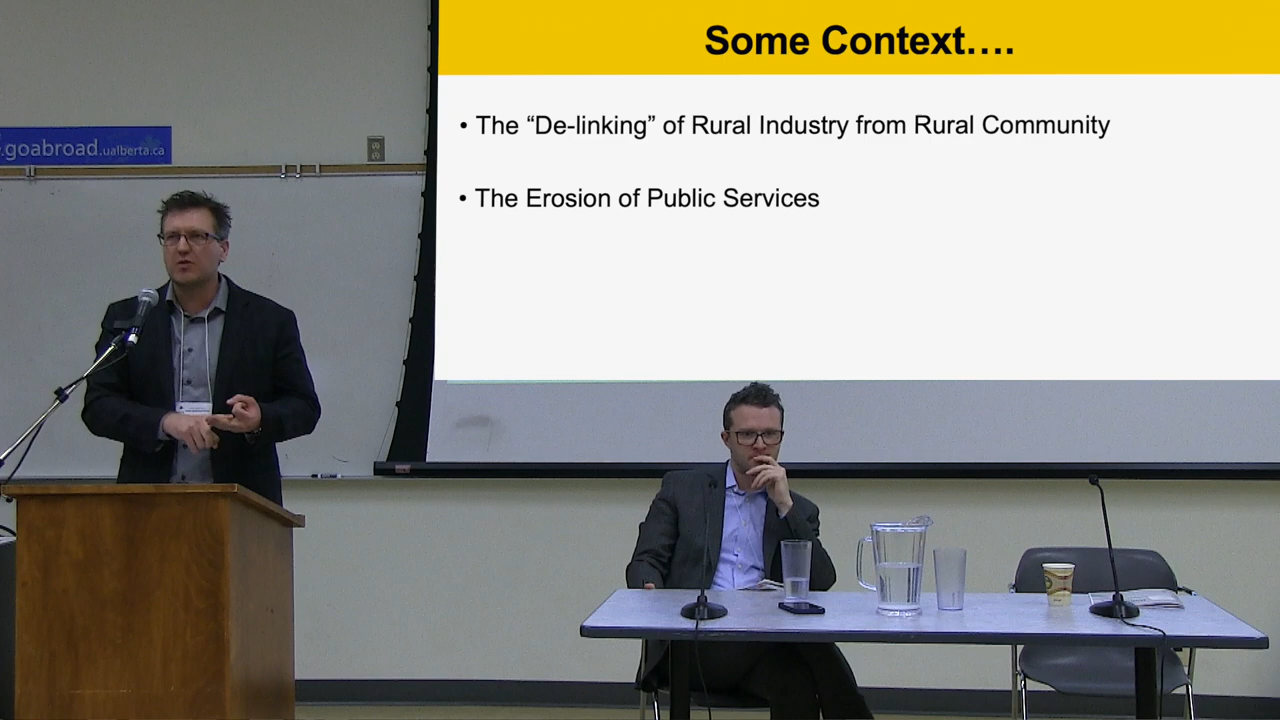 Some Context….
.goabroad.ualberta.ca
• The “De-linking” of Rural Industry from Rural Community
• The Erosion of Public Services